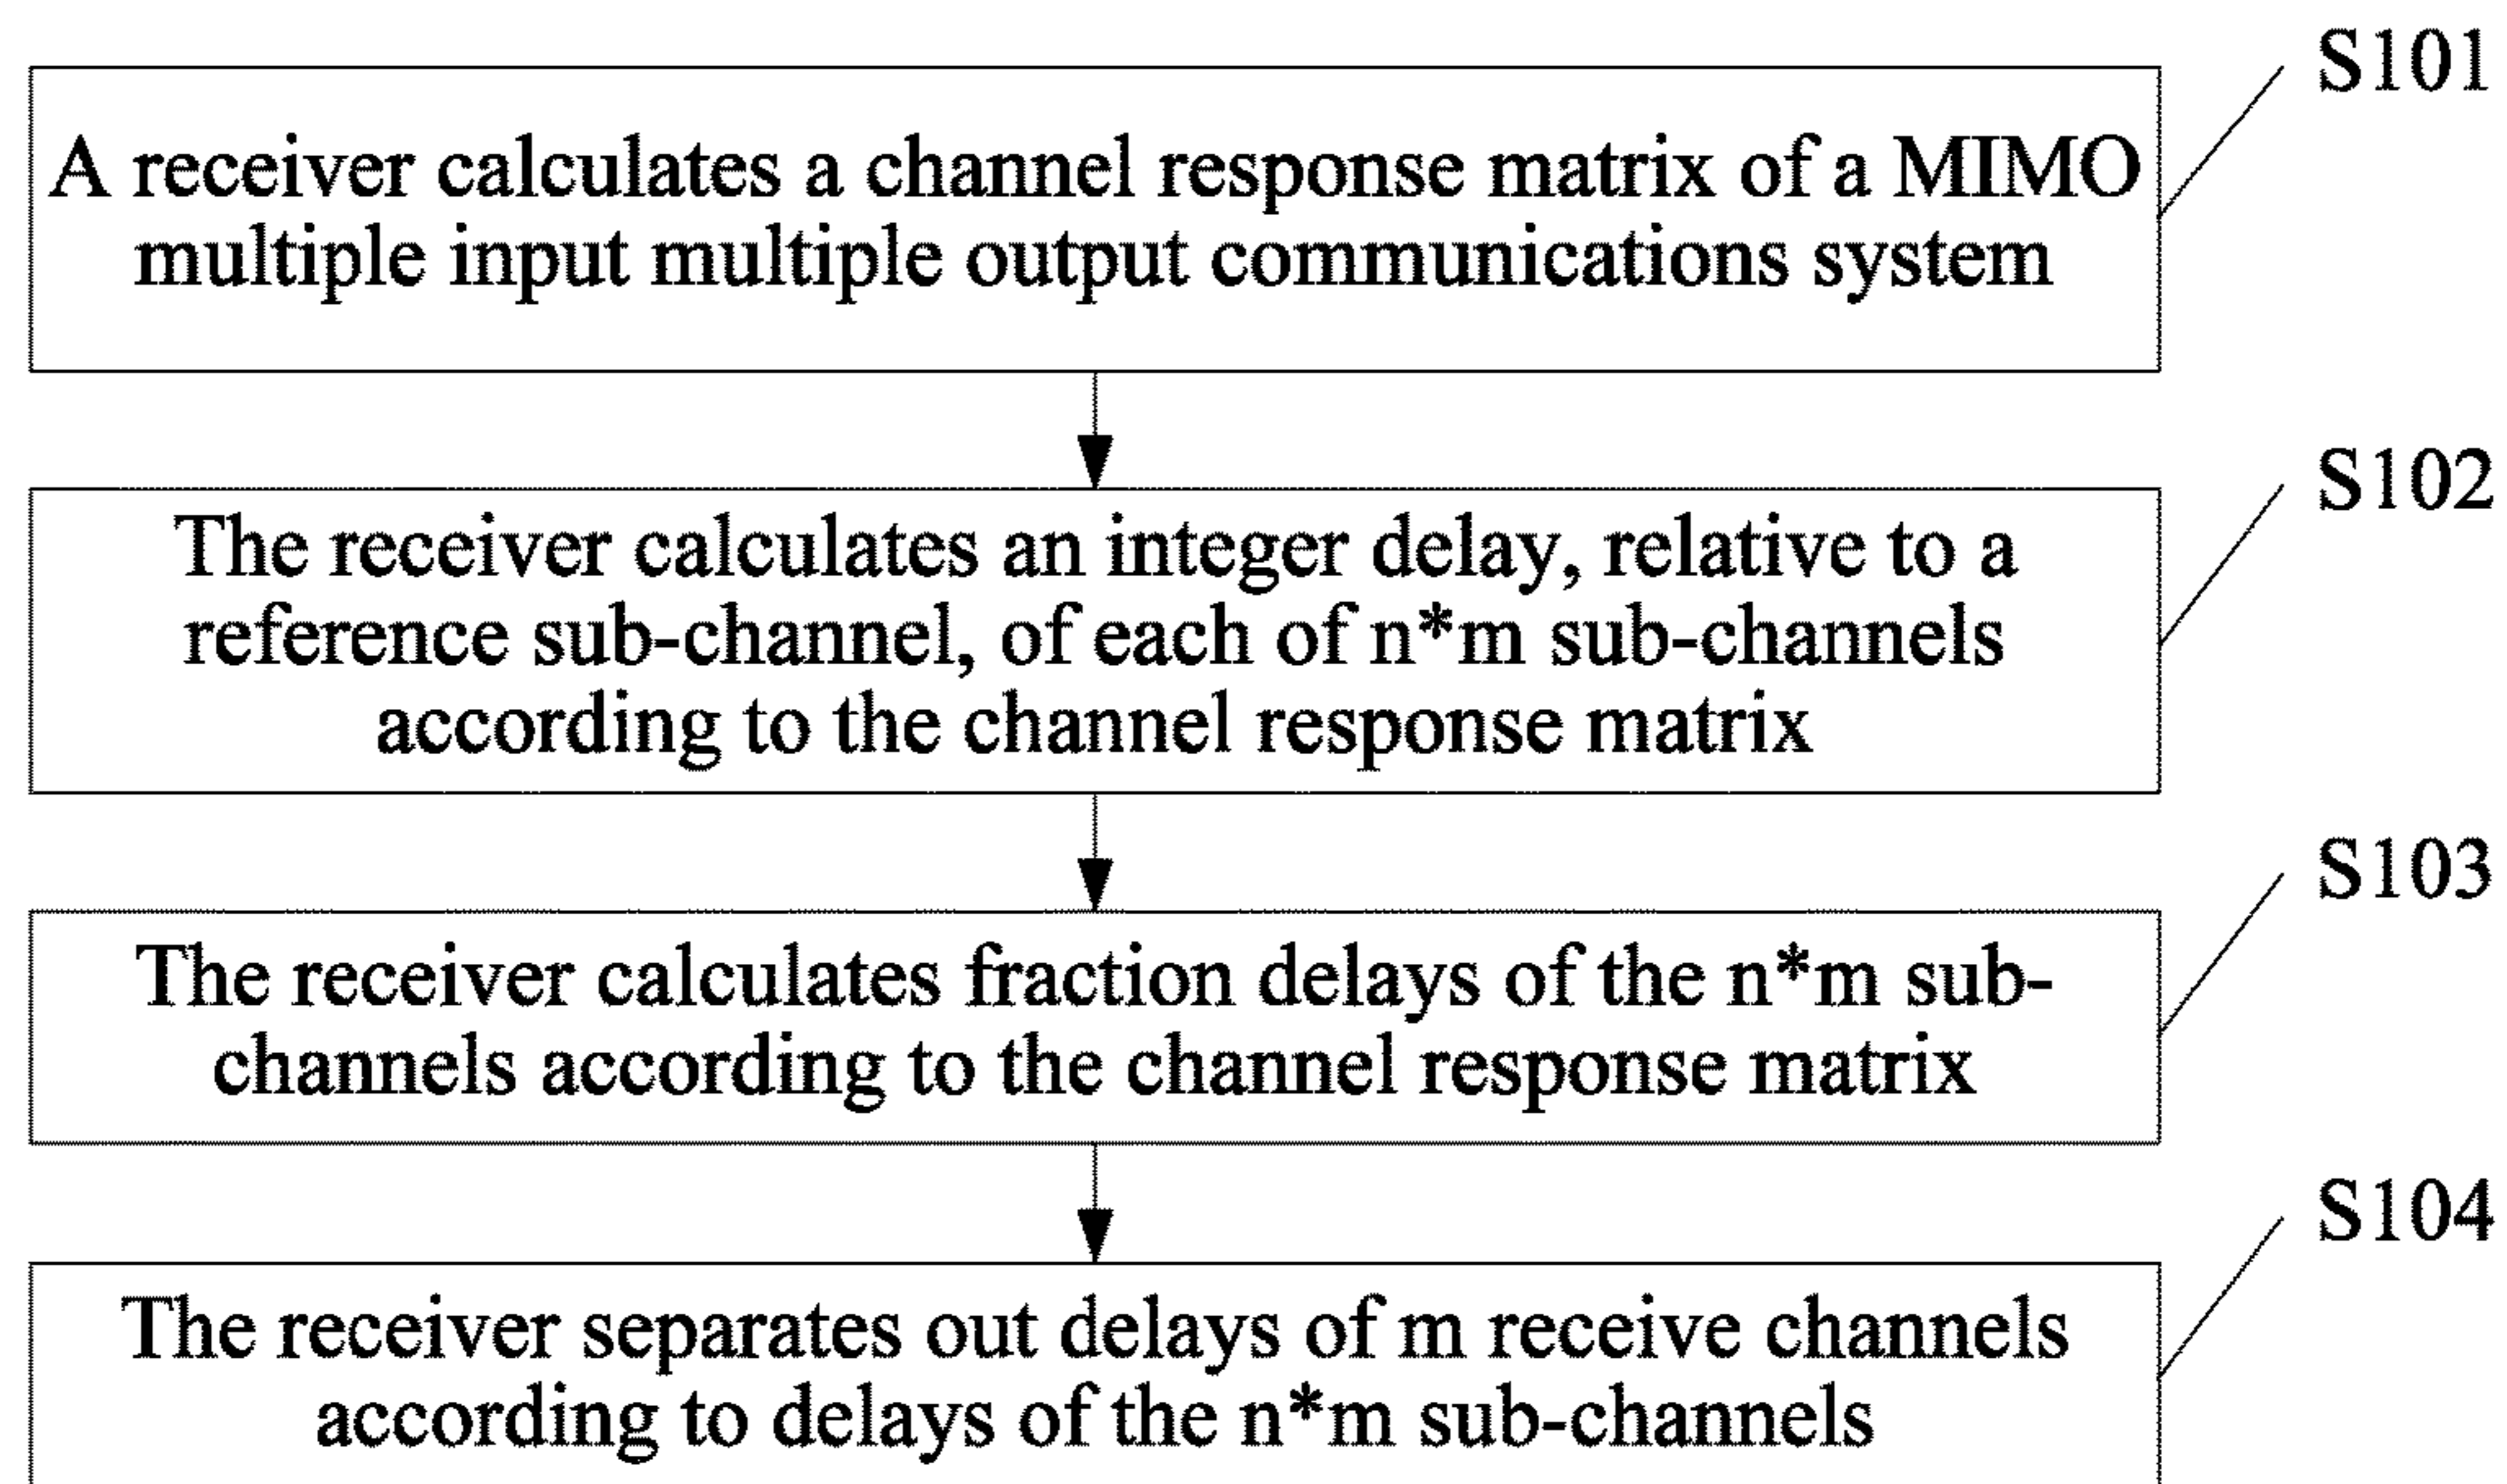 S101
A receiver calculates a channel response matrix of a MIMO
multiple input multiple output communications system
S102
The receiver calculates an integer delay, relative to a
reference sub-channel, of each of n*m sub-channels
according to the channel response matrix
S103
The receiver calculates fraction delays of the n*m sub-
channels according to the channel response matrix
S104
The receiver separates out delays of m receive channels
according to delays of the n*m sub-channels